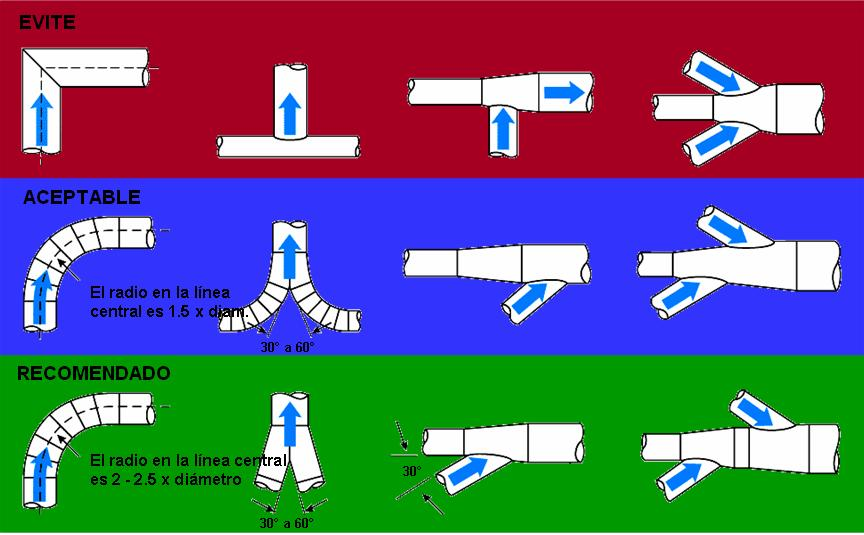 EVITE
ACEPTABLE
El radio en la línea
central es 1.5 x diam.
30° a 60°
RECOMENDADO
El radio en la línea central
es 2 - 2.5 x diámetro
30° a 60°
30°